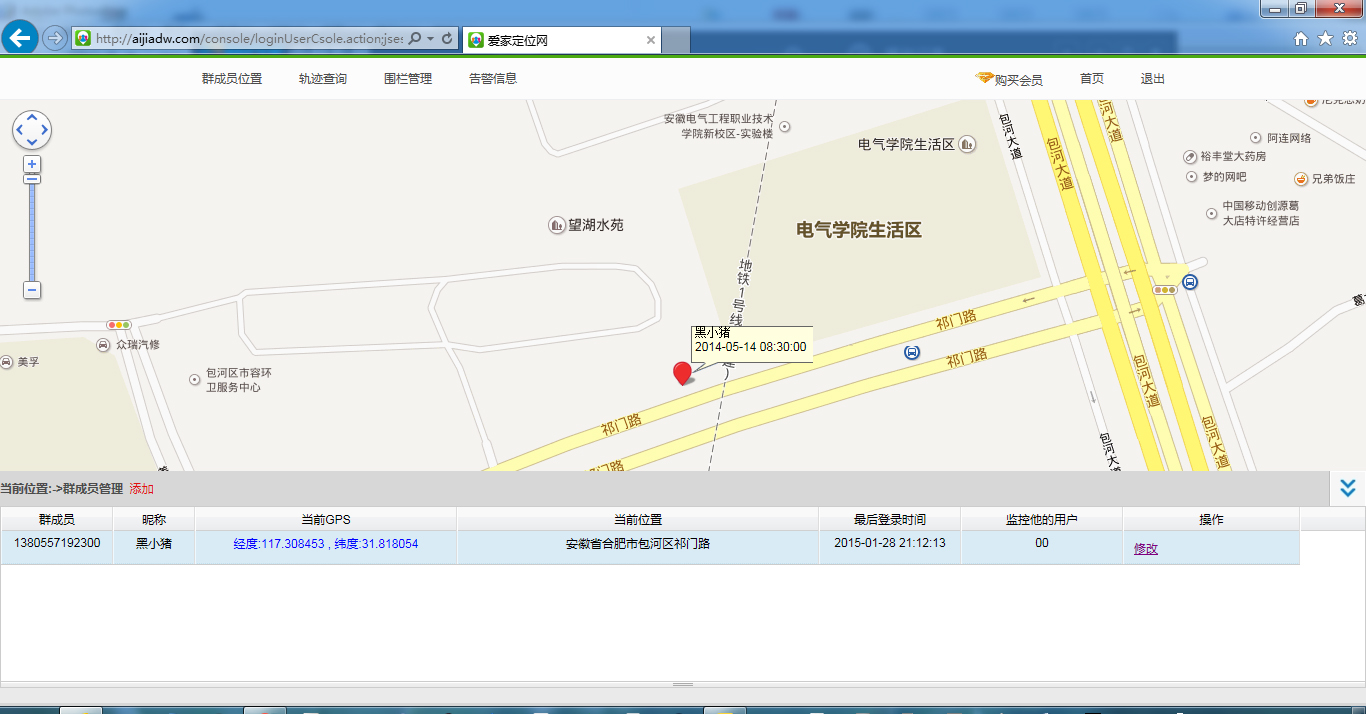 http://aijiadw.com/console/loginUserCsole.action;jses
爱家定位网
群成员位置 轨迹查询 围栏管理 告警信息 购买会员 首页 退出
安徽电气工程职业技术
学院新校区-实验楼
电气学院生活区
包河大道
包河大道
包河大道
阿连网络
裕丰堂大药房
梦的网吧
兄弟饭庄
中国移动创源葛
大店特许经营店
望湖水苑
电气学院生活区
地铁1号线
祁门路
黑小猪
2014-05-14 08:30:00
众瑞汽修
美孚
包河区市容环
卫服务中心
祁门路
祁门路
祁门路
包河大道
包河大道
包河大道
当前位置:->群成员管理 添加
群成员 昵称 当前GPS 当前位置 最后登录时间 监控他的用户 操作
1380557192300 黑小猪 经度:117.308453 , 纬度:31.818054 安徽省合肥市包河区祁门路 2015-01-28 21:12:13 00 修改